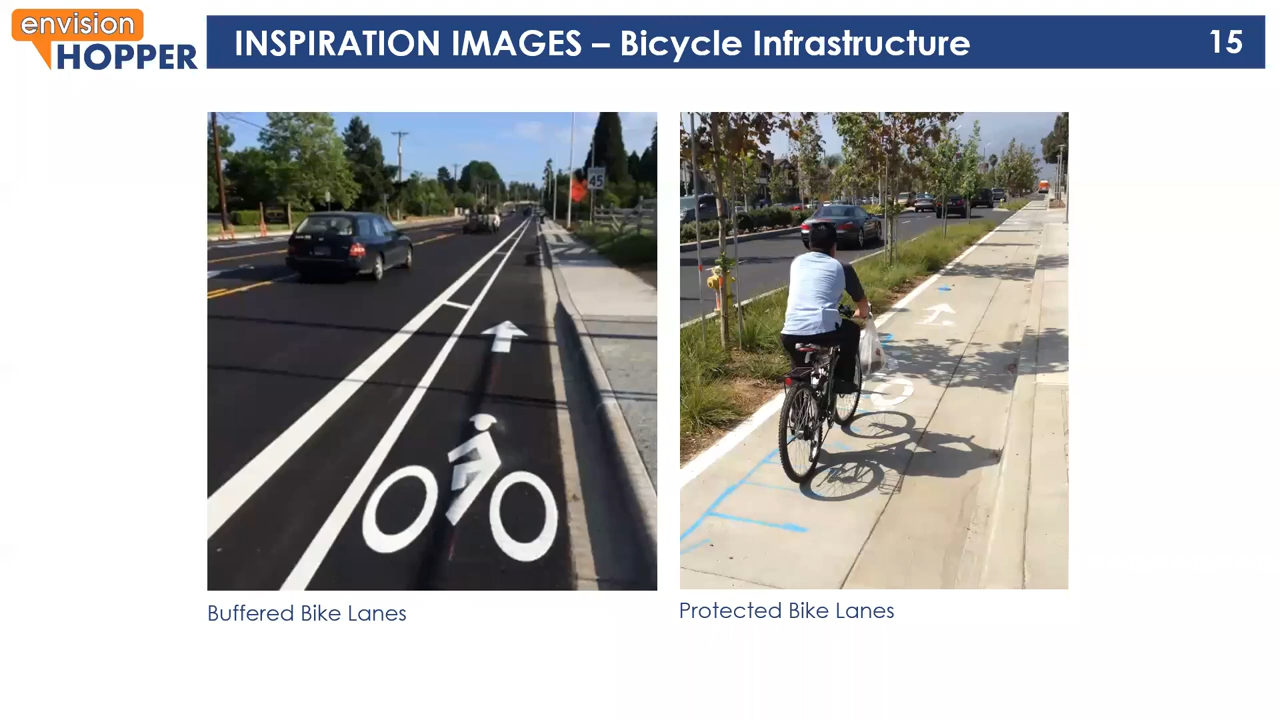 envision
HOPPER
INSPIRATION IMAGES – Bicycle Infrastructure
15
45
Buffered Bike Lanes
Protected Bike Lanes